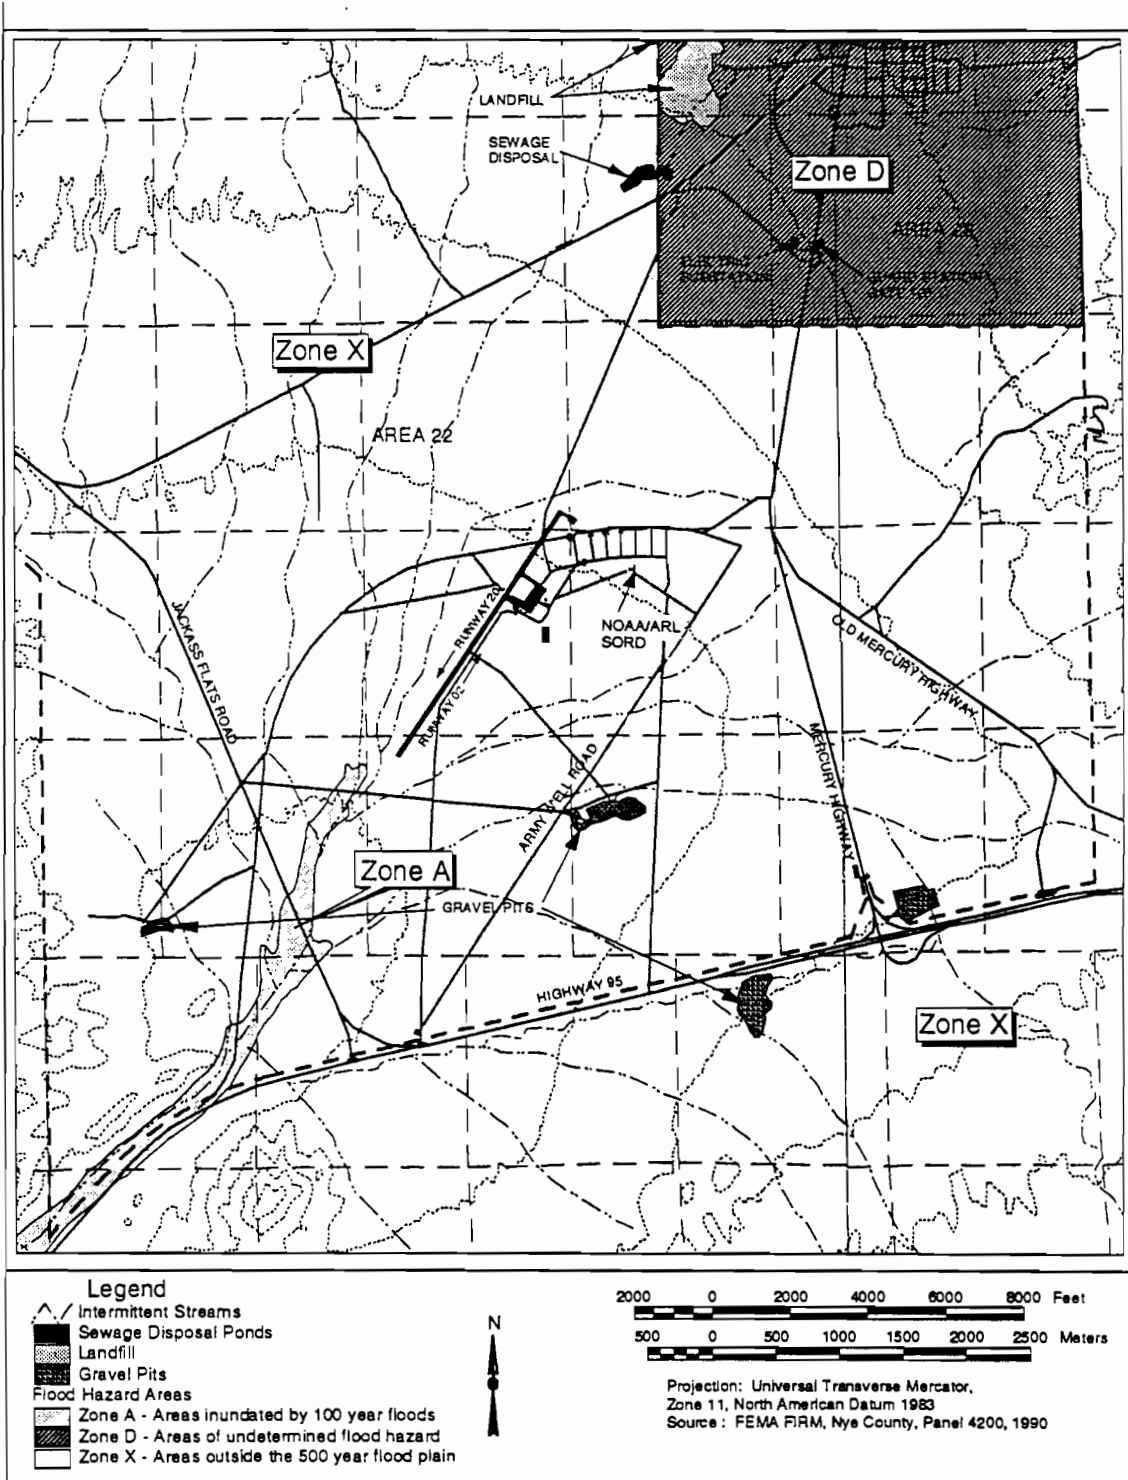 LANDFILL
SEWAGE
DISPOSAL
Zone D
ELECTRIC
SUBSTATION
GUARD STATION
Zone X
AREA 22
RUNWAY 20
NOAA/ARL
SORD
JACKASS FLATS ROAD
RUNWAY 02
OLD MERCURY HIGHWAY
MERCURY HIGHWAY
ARMY WELL ROAD
Zone A
GRAVEL PITS
HIGHWAY 95
Zone X
Legend
Intermittent Streams
Sewage Disposal Ponds
Landfill
Gravel Pits
Flood Hazard Areas
Zone A - Areas inundated by 100 year floods
Zone D - Areas of undetermined flood hazard
Zone X - Areas outside the 500 year flood plain
N
2000 0 2000 4000 6000 8000 Feet
500 0 500 1000 1500 2000 2500 Meters
Projection: Universal Transverse Mercator,
Zone 11, North American Datum 1983
Source : FEMA FIRM, Nye County, Panel 4200, 1990